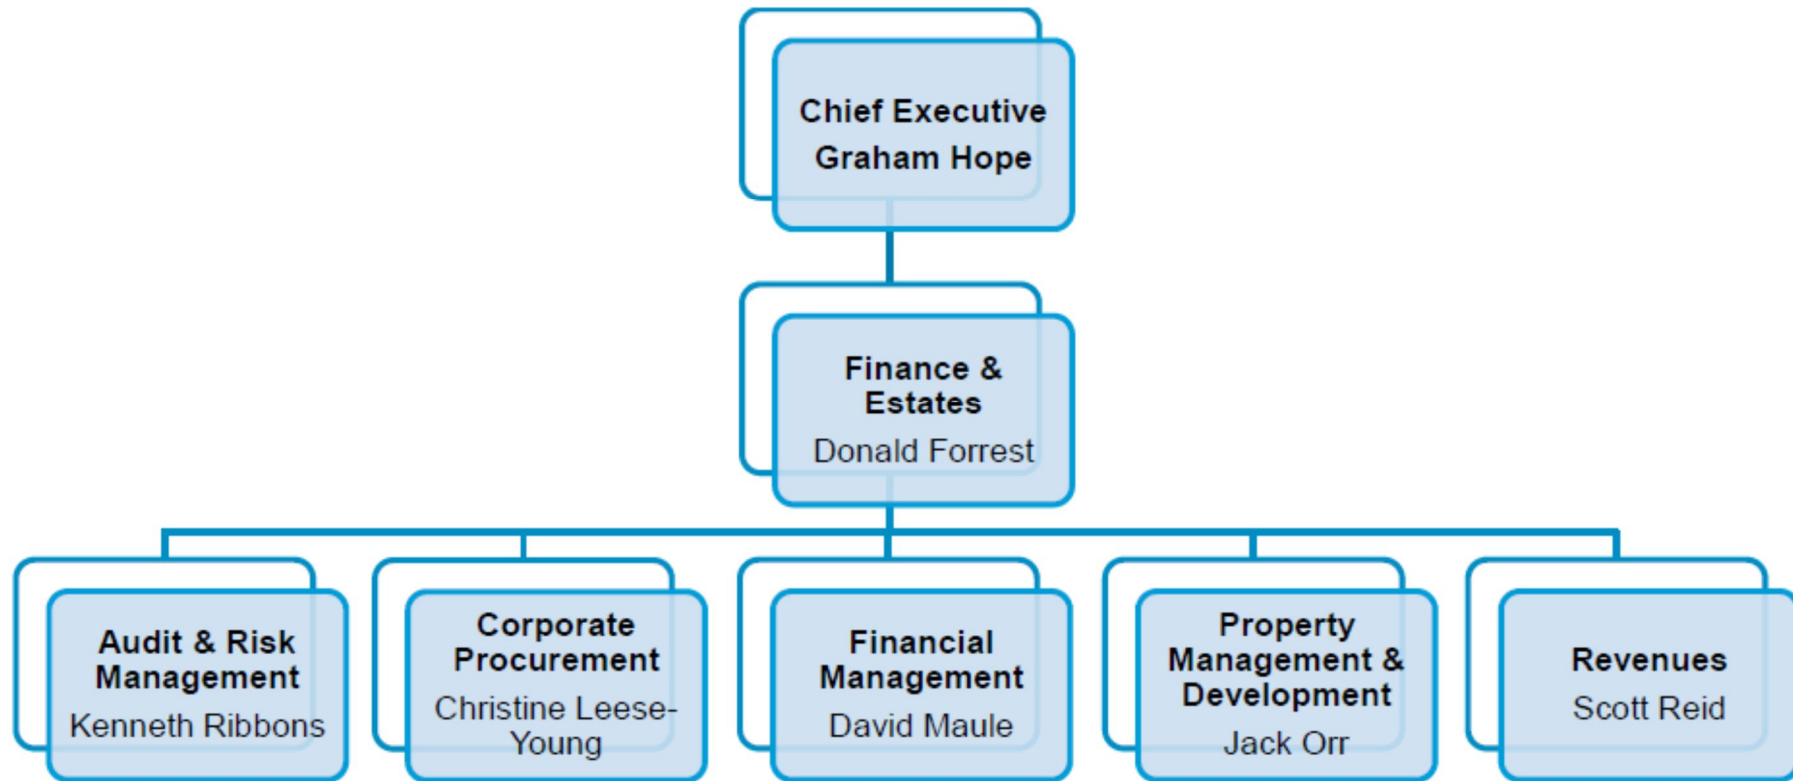 Chief Executive
Graham Hope
Finance &
Estates
Donald Forrest
Audit & Risk
Management
Kenneth Ribbons
Corporate
Procurement
Christine Leese-
Young
Financial
Management
David Maule
Property
Management &
Development
Jack Orr
Revenues
Scott Reid